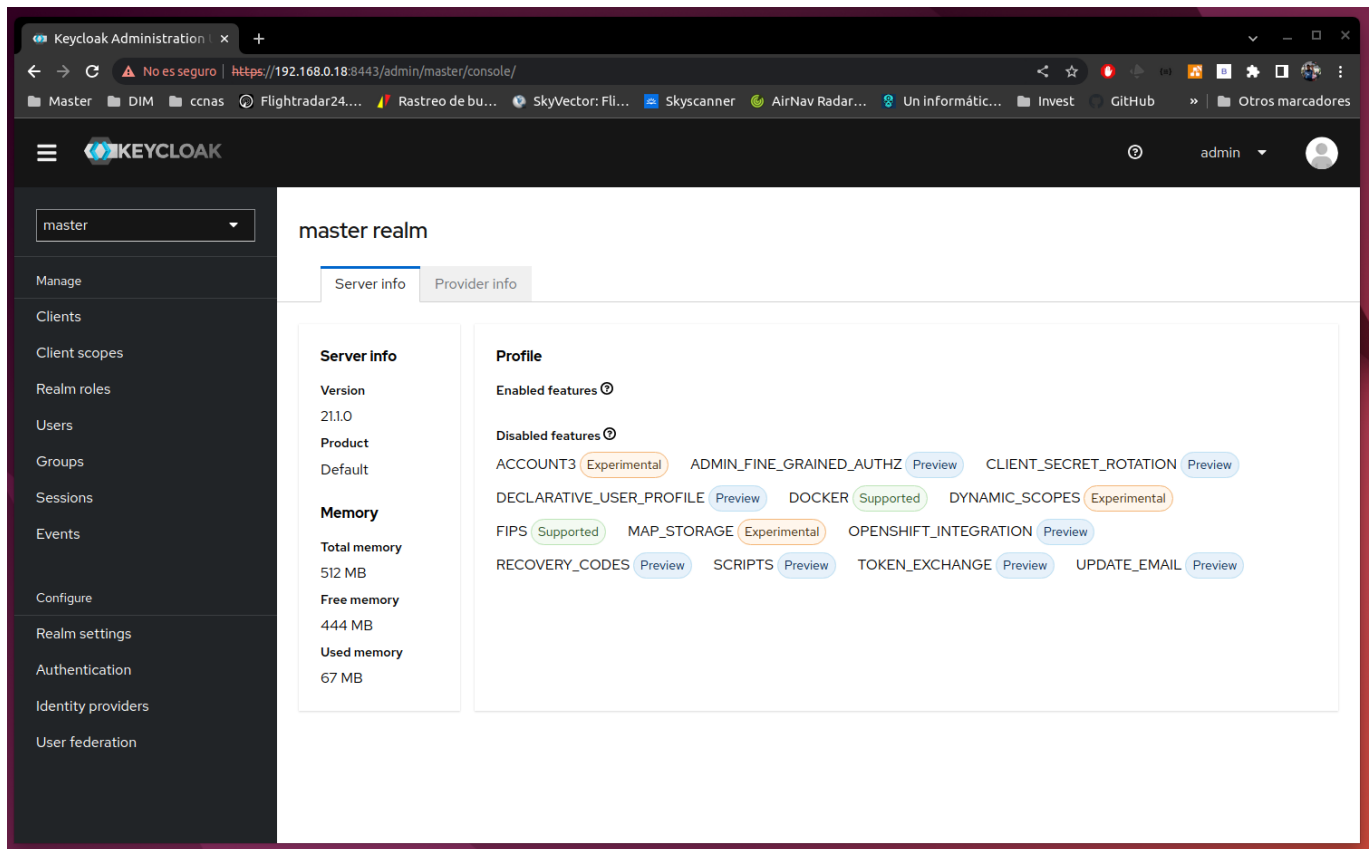 Keycloak Administration
No es seguro | https://192.168.0.18:8443/admin/master/console/
Master DIM ccnas Flightradar24.... Rastreo de bu... SkyVector: Fli... Skyscanner AirNav Radar... Un informátic... Invest GitHub » Otros marcadores
KEYCLOAK admin
master
Manage
Clients
Client scopes
Realm roles
Users
Groups
Sessions
Events
Configure
Realm settings
Authentication
Identity providers
User federation
master realm
Server info Provider info
Server info
Version
21.1.0
Product
Default
Memory
Total memory
512 MB
Free memory
444 MB
Used memory
67 MB
Profile
Enabled features
Disabled features
ACCOUNT3 Experimental ADMIN_FINE_GRAINED_AUTHZ Preview CLIENT_SECRET_ROTATION Preview
DECLARATIVE_USER_PROFILE Preview DOCKER Supported DYNAMIC_SCOPES Experimental
FIPS Supported MAP_STORAGE Experimental OPENSHIFT_INTEGRATION Preview
RECOVERY_CODES Preview SCRIPTS Preview TOKEN_EXCHANGE Preview UPDATE_EMAIL Preview